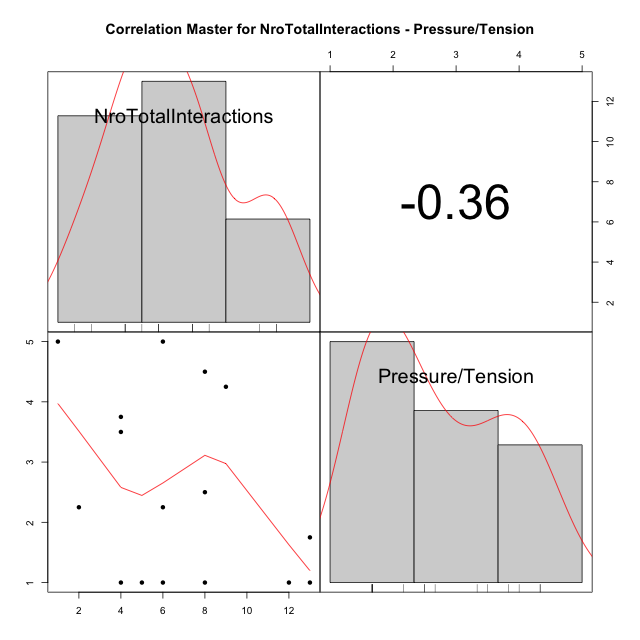 Correlation Master for NroTotalInteractions - Pressure/Tension
1 2 3 4 5
NroTotalInteractions
-0.36
2 4 6 8 10 12
Pressure/Tension
1 2 3 4 5
2 4 6 8 10 12